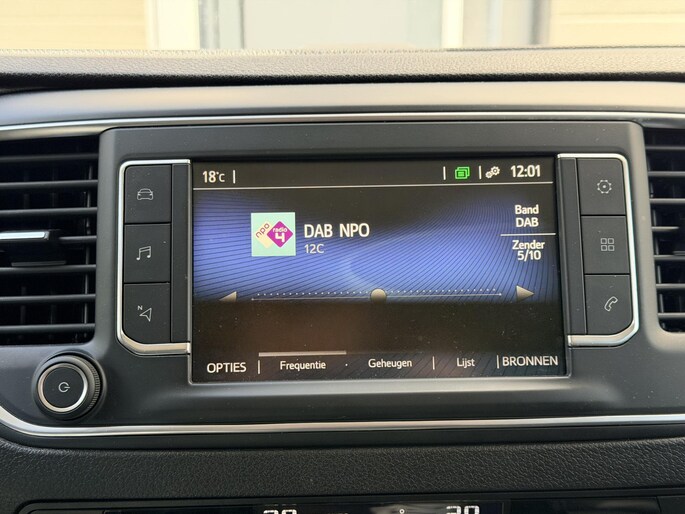 18°C
12:01
npo radio 4
DAB NPO
12C
Band
DAB
Zender
5/10
N
OPTIES
Frequentie
Geheugen
Lijst
BRONNEN